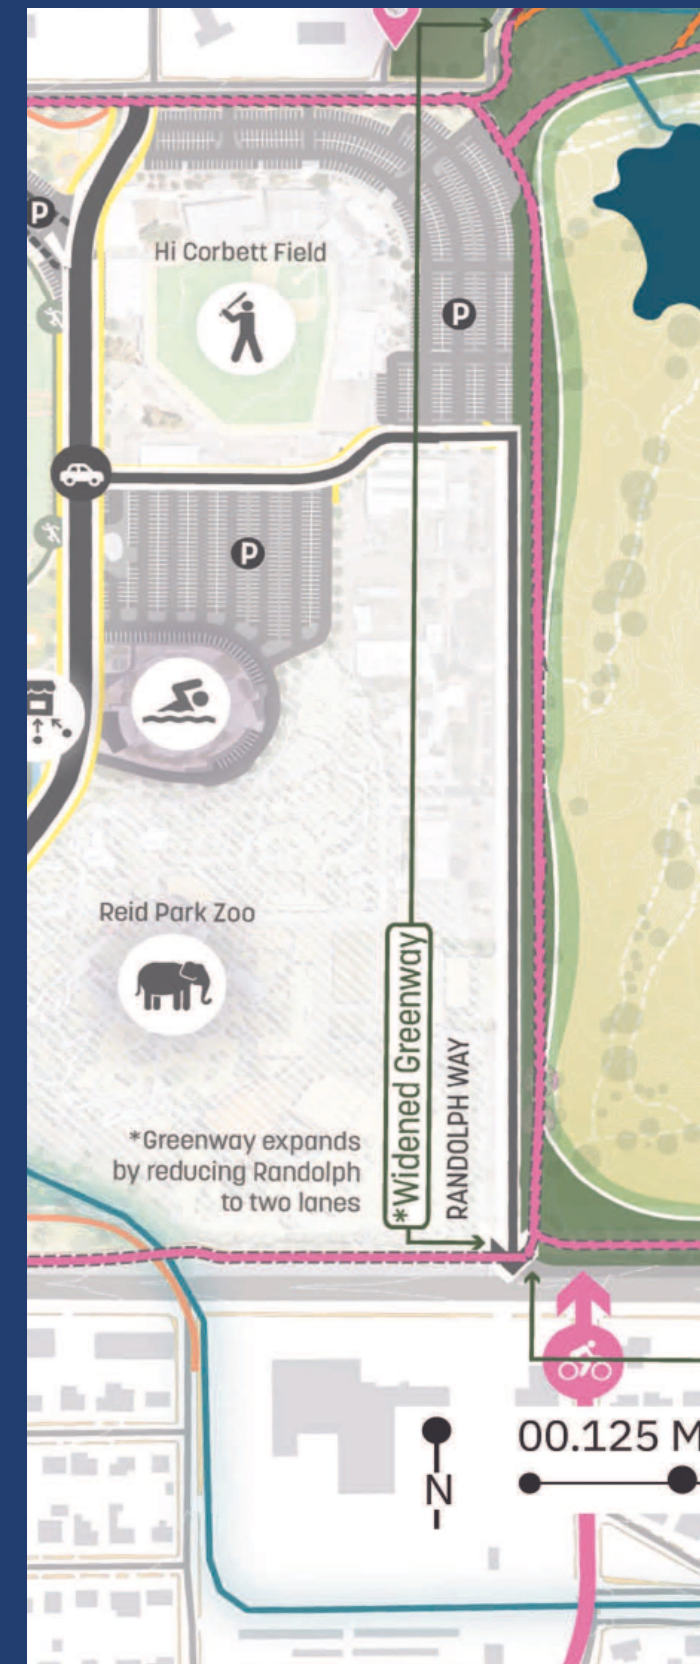 P
Hi Corbett Field
P
P
Reid Park Zoo
*Widened Greenway
RANDOLPH WAY
*Greenway expands
by reducing Randolph
to two lanes
00.125 M
N